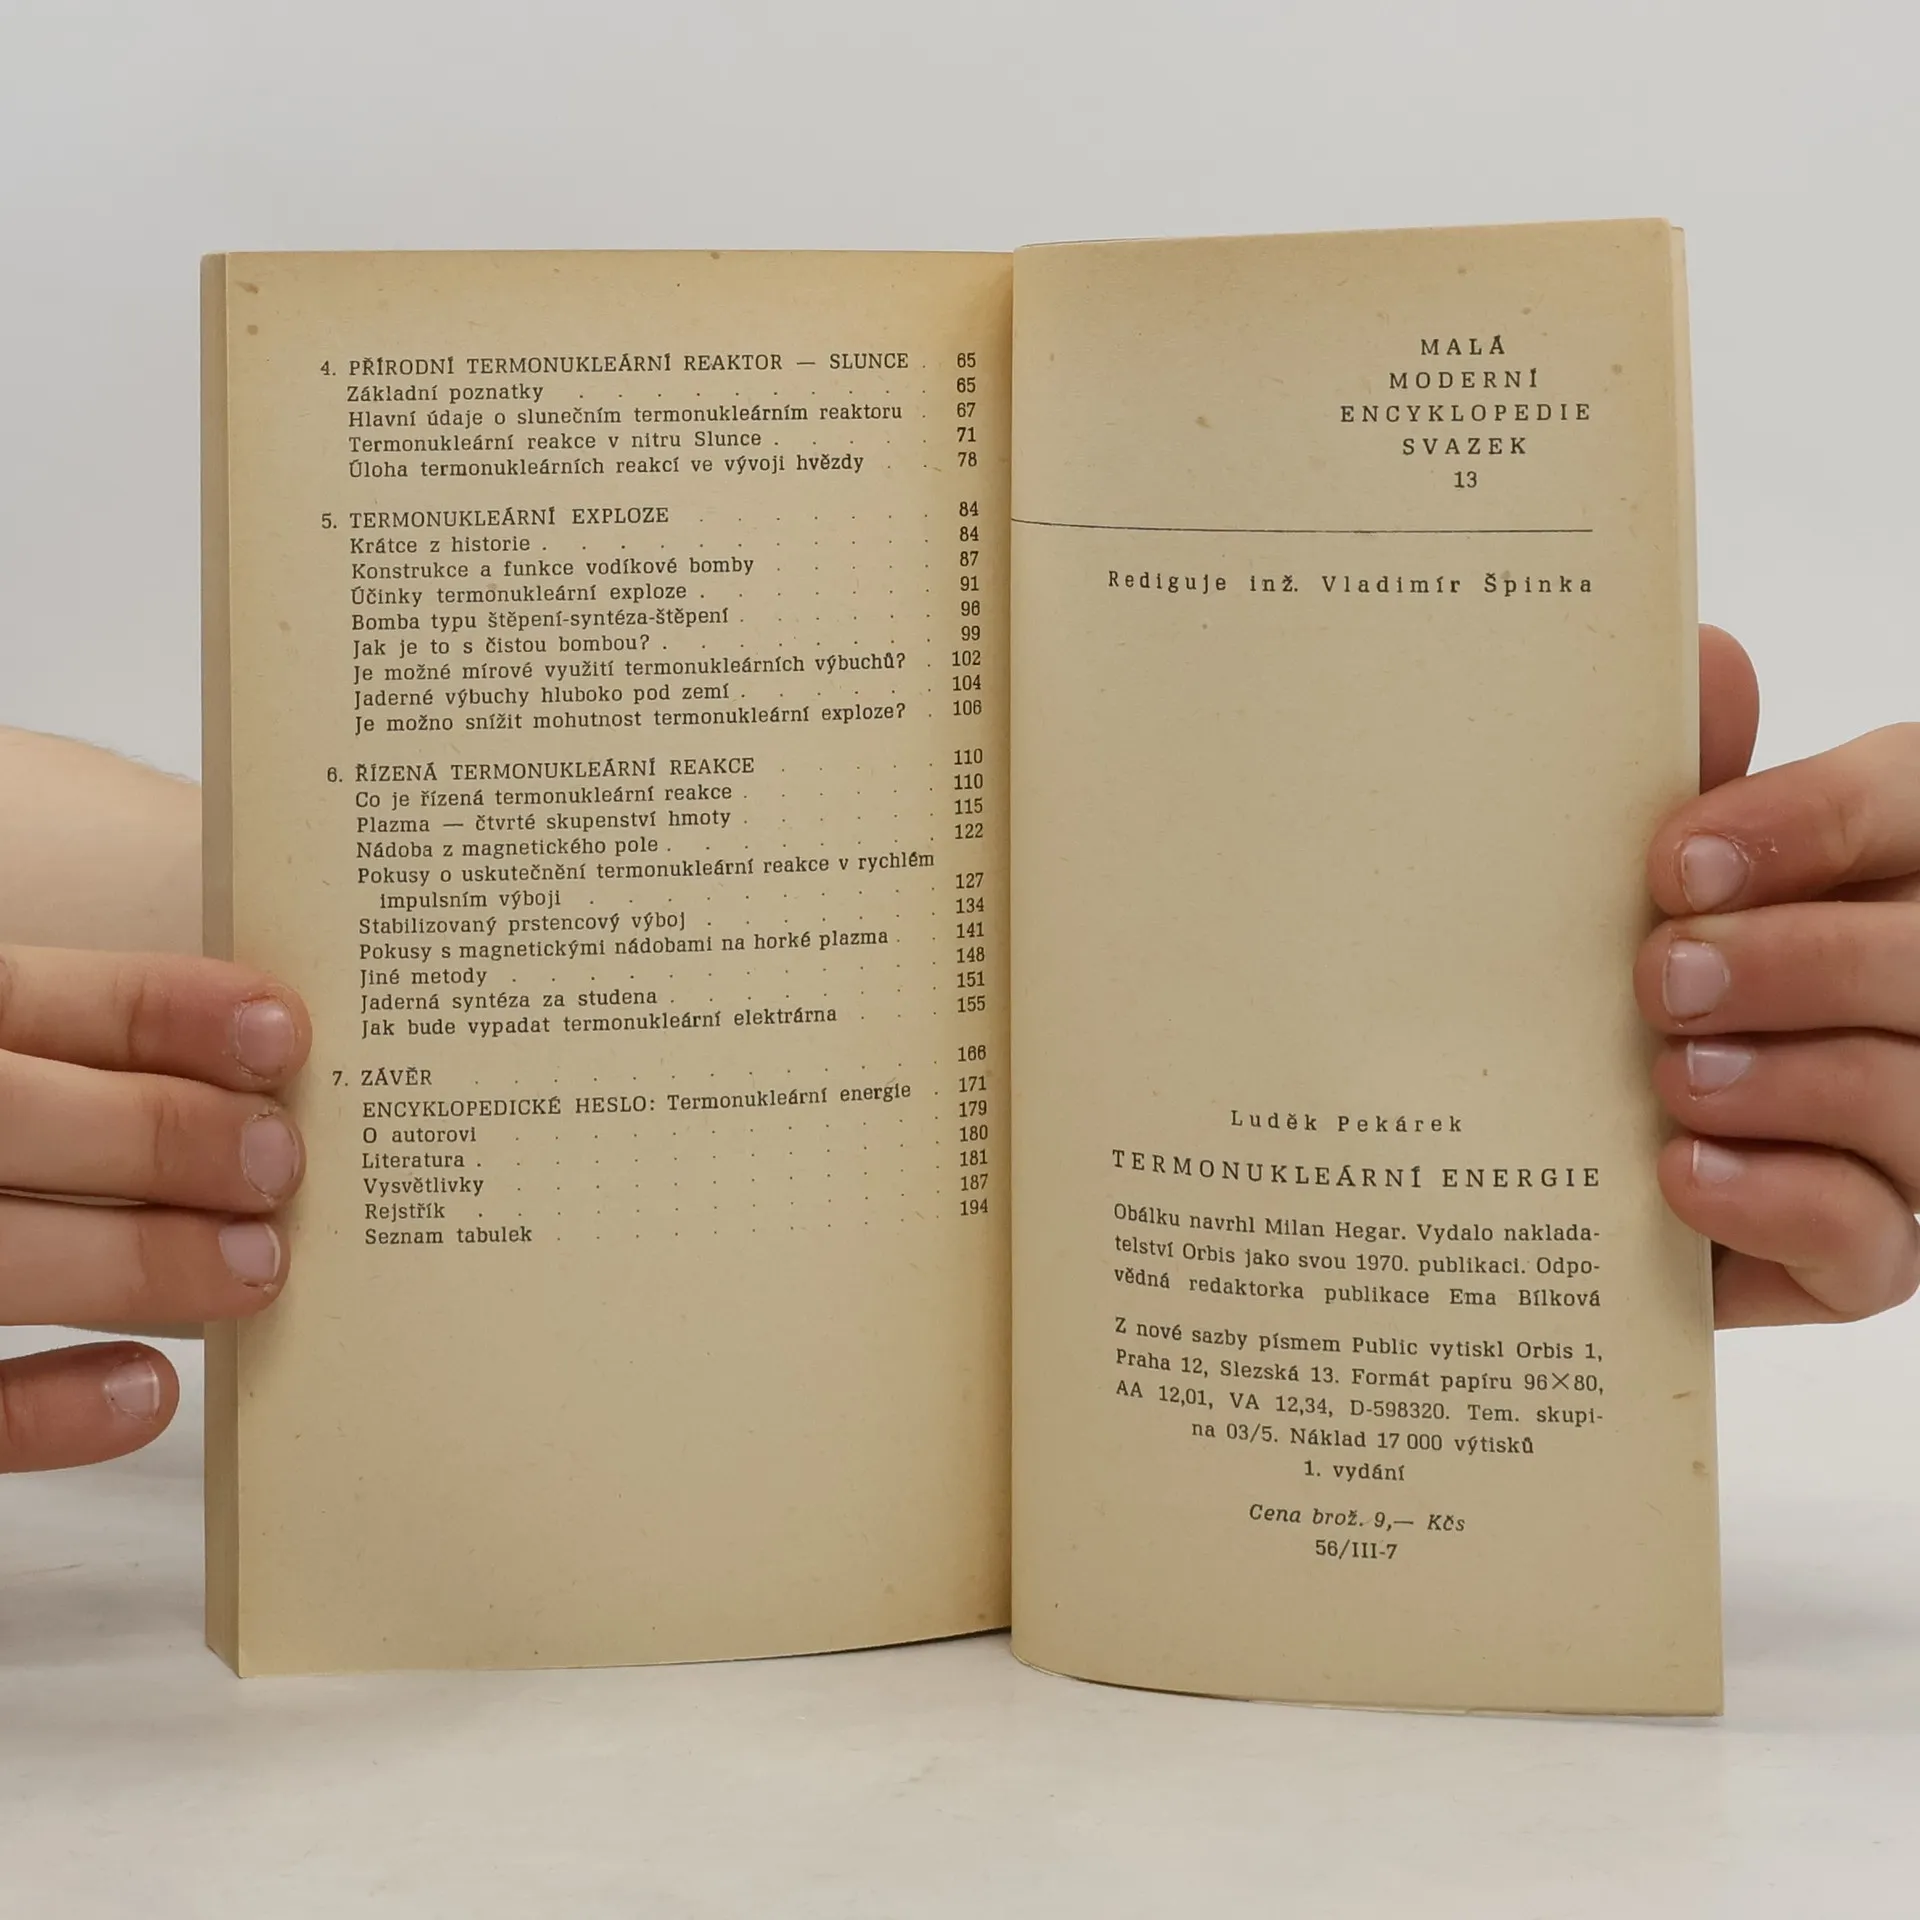 4. PŘÍRODNÍ TERMONUKLEÁRNÍ REAKTOR — SLUNCE . 65
Základní poznatky . . . . . . . . . 65
Hlavní údaje o slunečním termonukleárním reaktoru . 67
Termonukleární reakce v nitru Slunce . . . . . 71
Úloha termonukleárních reakcí ve vývoji hvězdy . . 78
5. TERMONUKLEÁRNÍ EXPLOZE . . . . . . . 84
Krátce z historie . . . . . . . . . . . 84
Konstrukce a funkce vodíkové bomby . . . . . 87
Účinky termonukleární exploze . . . . . . . 91
Bomba typu štěpení-syntéza-štěpení . . . . . . 96
Jak je to s čistou bombou? . . . . . . . . 99
Je možné mírové využití termonukleárních výbuchů? . 102
Jaderné výbuchy hluboko pod zemí . . . . . . 104
Je možno snížit mohutnost termonukleární exploze? . 106
6. ŘÍZENÁ TERMONUKLEÁRNÍ REAKCE . . . . . 110
Co je řízená termonukleární reakce . . . . . . 110
Plazma — čtvrté skupenství hmoty . . . . . . 115
Nádoba z magnetického pole . . . . . . . . 122
Pokusy o uskutečnění termonukleární reakce v rychlém
impulsním výboji . . . . . . . . . . 127
Stabilizovaný prstencový výboj . . . . . . . 134
Pokusy s magnetickými nádobami na horké plazma . . 141
Jiné metody . . . . . . . . . . . . 148
Jaderná syntéza za studena . . . . . . . . 151
Jak bude vypadat termonukleární elektrárna . . . 155
7. ZÁVĚR . . . . . . . . . . . . . 166
ENCYKLOPEDICKÉ HESLO: Termonukleární energie . 171
O autorovi . . . . . . . . . . . . 179
Literatura . . . . . . . . . . . . . 180
Vysvětlivky . . . . . . . . . . . . 181
Rejstřík . . . . . . . . . . . . . 187
Seznam tabulek . . . . . . . . . . . 194
MALÁ
MODERNÍ
ENCYKLOPEDIE
SVAZEK
13
Rediguje inž. Vladimír Špinka
Luděk Pekárek
TERMONUKLEÁRNÍ ENERGIE
Obálku navrhl Milan Hegar. Vydalo naklada-
telství Orbis jako svou 1970. publikaci. Odpo-
vědná redaktorka publikace Ema Bílková
Z nové sazby písmem Public vytiskl Orbis 1,
Praha 12, Slezská 13. Formát papíru 96×80,
AA 12,01, VA 12,34, D-598320. Tem. skupi-
na 03/5. Náklad 17 000 výtisků
1. vydání
Cena brož. 9,— Kčs
56/III-7